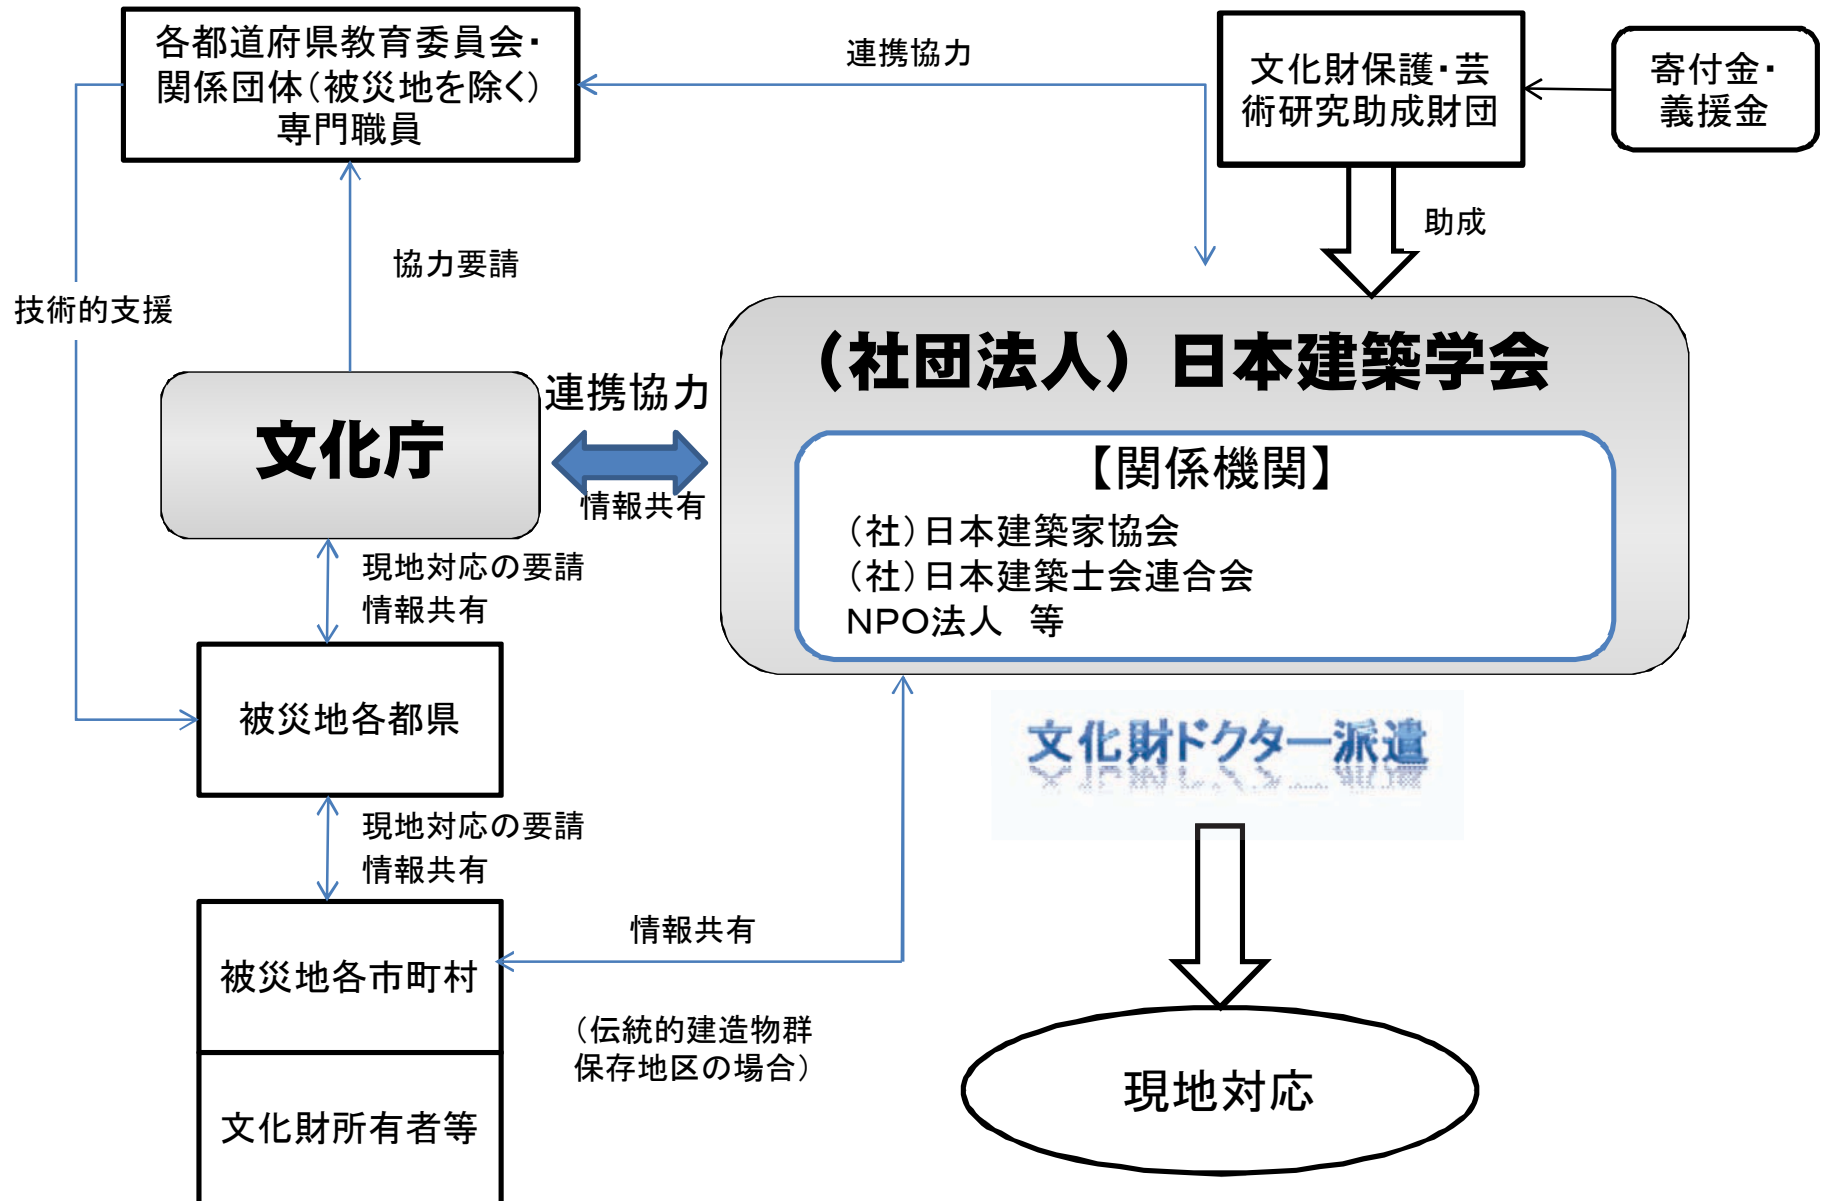 各都道府県教育委員会・
関係団体（被災地を除く）
専門職員
連携協力
文化財保護・芸
術研究助成財団
寄付金・
義援金
助成
協力要請
技術的支援
（社団法人）日本建築学会
連携協力
文化庁
情報共有
【関係機関】
（社）日本建築家協会
（社）日本建築士会連合会
NPO法人　等
現地対応の要請
情報共有
被災地各都県
文化財ドクター派遣
現地対応の要請
情報共有
情報共有
被災地各市町村
（伝統的建造物群
保存地区の場合）
現地対応
文化財所有者等